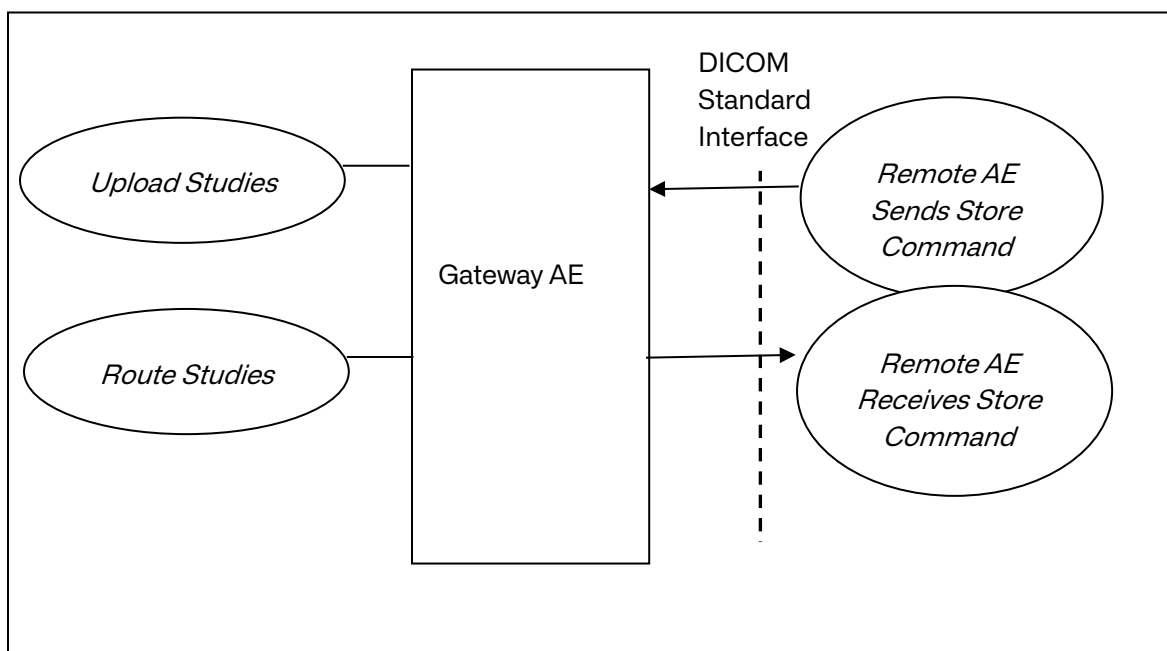 DICOM
Standard
Interface
Upload Studies
Remote AE
Sends Store
Command
Gateway AE
Route Studies
Remote AE
Receives Store
Command